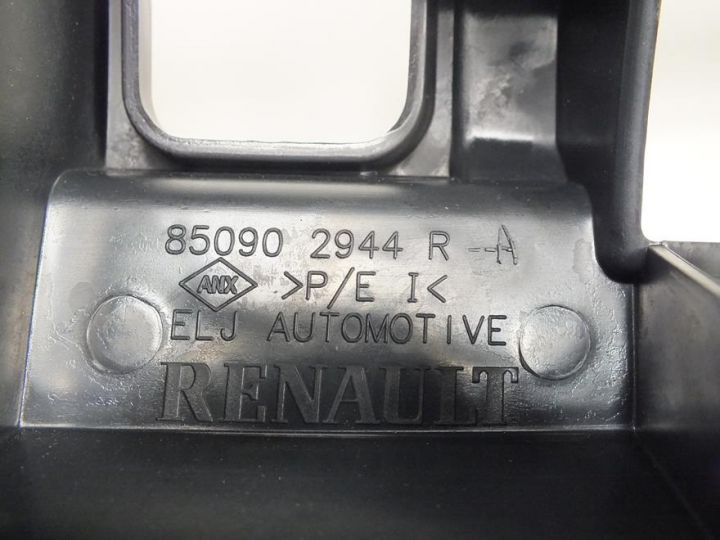 85090 2944 R --A
ANX >P/E I<
ELJ AUTOMOTIVE
RENAULT